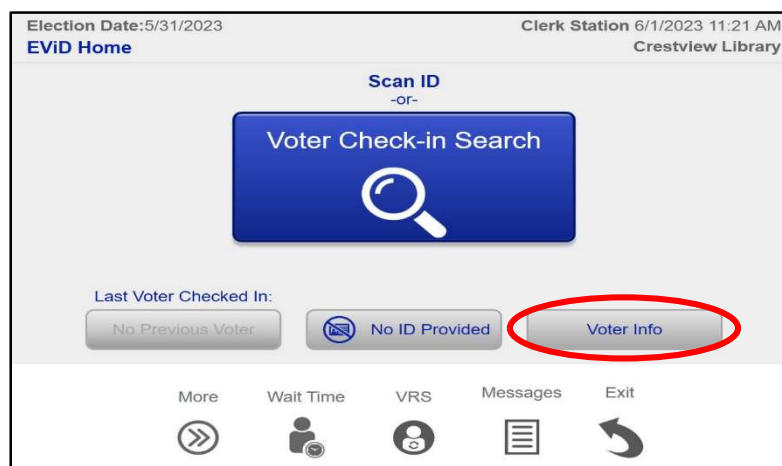 Election Date:5/31/2023
Clerk Station 6/1/2023 11:21 AM
EViD Home
Crestview Library
Scan ID
-or-
Voter Check-in Search
Last Voter Checked In:
No Previous Voter
No ID Provided
Voter Info
More
Wait Time
VRS
Messages
Exit